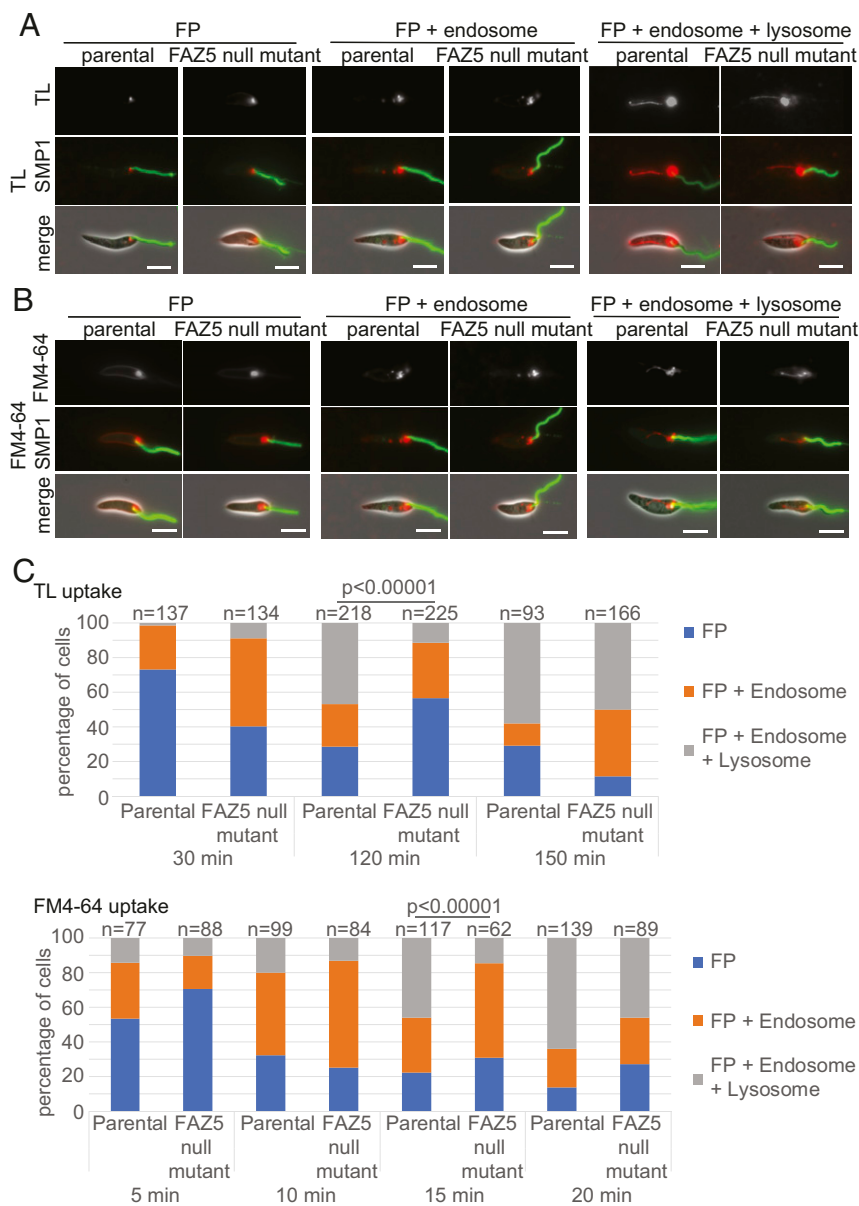 A
FP
FP + endosome
FP + endosome + lysosome
parental
FAZ5 null mutant
parental
FAZ5 null mutant
parental
FAZ5 null mutant
TL
TL
SMP1
merge
B
FP
FP + endosome
FP + endosome + lysosome
parental
FAZ5 null mutant
parental
FAZ5 null mutant
parental
FAZ5 null mutant
FM4-64
FM4-64
SMP1
merge
C
TL uptake
p<0.00001
n=137
n=134
n=218
n=225
n=93
n=166
percentage of cells
100
80
60
40
20
0
Parental
FAZ5 null
mutant
Parental
FAZ5 null
mutant
Parental
FAZ5 null
mutant
30 min
120 min
150 min
FP
FP + Endosome
FP + Endosome
+ Lysosome
FM4-64 uptake
p<0.00001
n=77
n=88
n=99
n=84
n=117
n=62
n=139
n=89
percentage of cells
100
80
60
40
20
0
Parental
FAZ5
null
mutant
Parental
FAZ5
null
mutant
Parental
FAZ5
null
mutant
Parental
FAZ5
null
mutant
5 min
10 min
15 min
20 min
FP
FP + Endosome
FP + Endosome
+ Lysosome